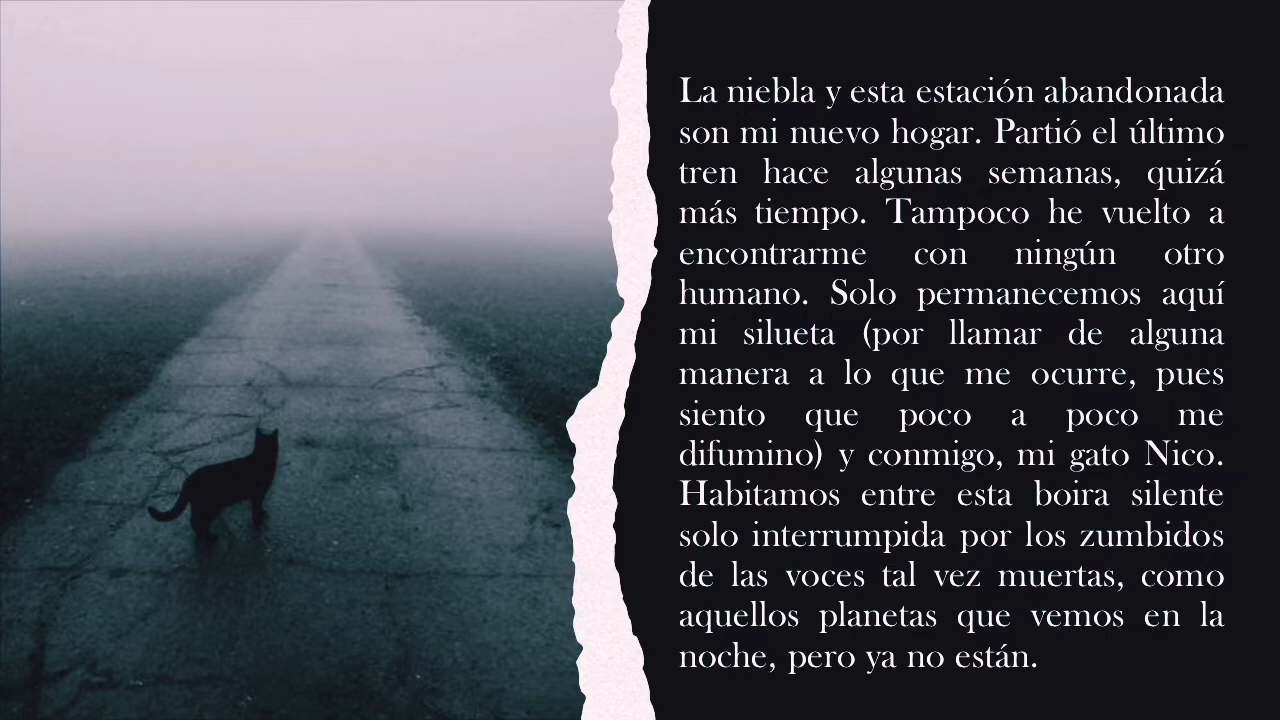 La niebla y esta estación abandonada
son mi nuevo hogar. Partió el último
tren hace algunas semanas, quizá
más tiempo. Tampoco he vuelto a
encontrarme con ningún otro
humano. Solo permanecemos aquí
mi silueta (por llamar de alguna
manera a lo que me ocurre, pues
siento que poco a poco me
difumino) y conmigo, mi gato Nico.
Habitamos entre esta boira silente
solo interrumpida por los zumbidos
de las voces tal vez muertas, como
aquellos planetas que vemos en la
noche, pero ya no están.